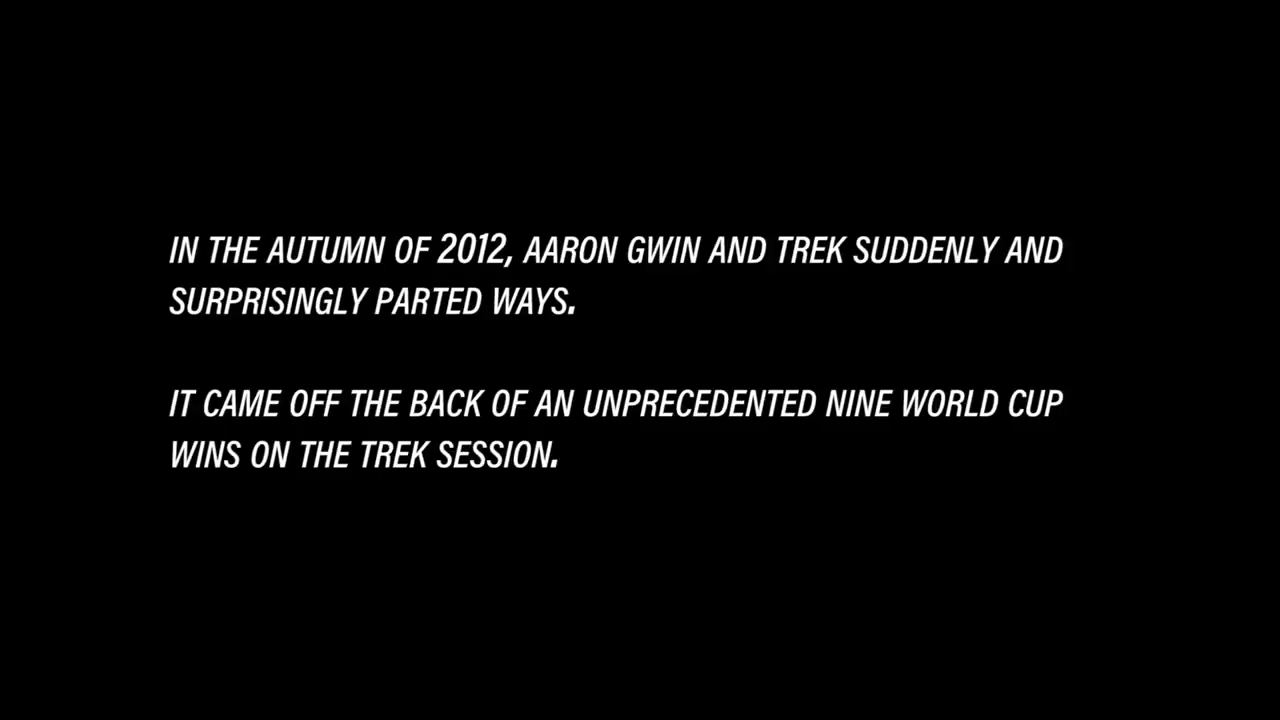 IN THE AUTUMN OF 2012, AARON GWIN AND TREK SUDDENLY AND
SURPRISINGLY PARTED WAYS.
IT CAME OFF THE BACK OF AN UNPRECEDENTED NINE WORLD CUP
WINS ON THE TREK SESSION.